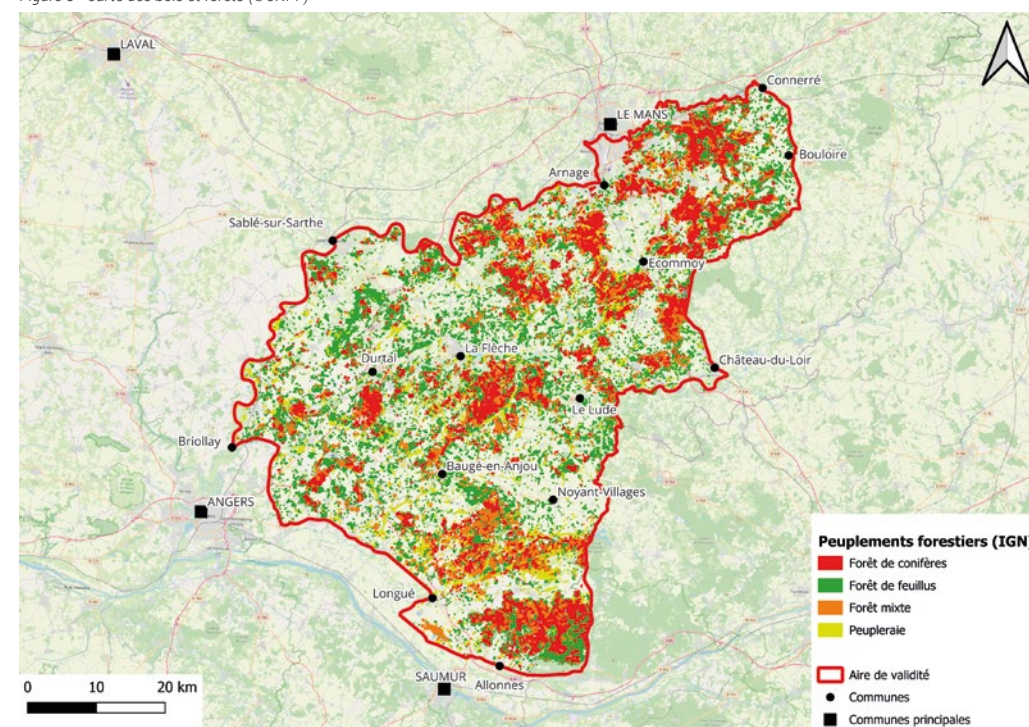 LAVAL
Connerré
LE MANS
Bouloire
Arnage
Sablé-sur-Sarthe
Ecommoy
La Flèche
Château-du-Loir
Durtal
Le Lude
Briollay
Baugé-en-Anjou
Noyant-Villages
ANGERS
Longué
SAUMUR
Allonnes
0 10 20 km
Peuplements forestiers (IGN)
Forêt de conifères
Forêt de feuillus
Forêt mixte
Peupleraie
Aire de validité
Communes
Communes principales